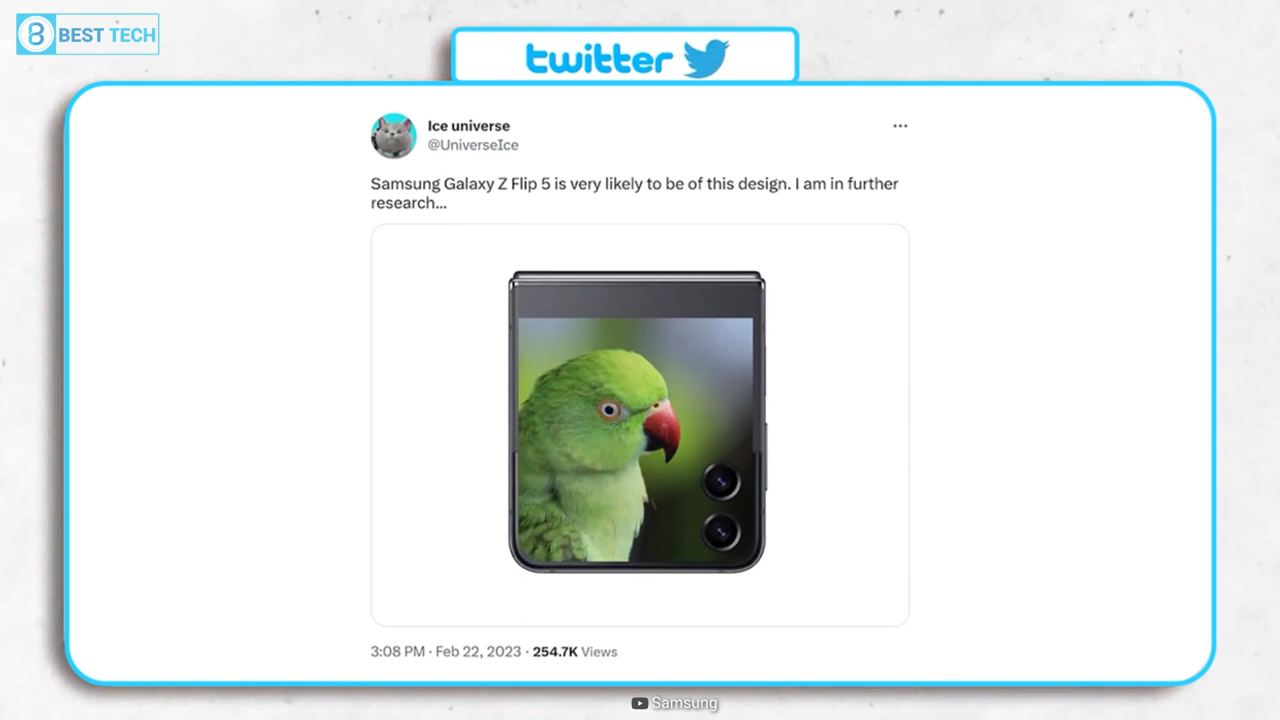 BEST TECH
twitter
Ice universe
@UniverseIce
Samsung Galaxy Z Flip 5 is very likely to be of this design. I am in further
research...
3:08 PM · Feb 22, 2023 · 254.7K Views
Samsung